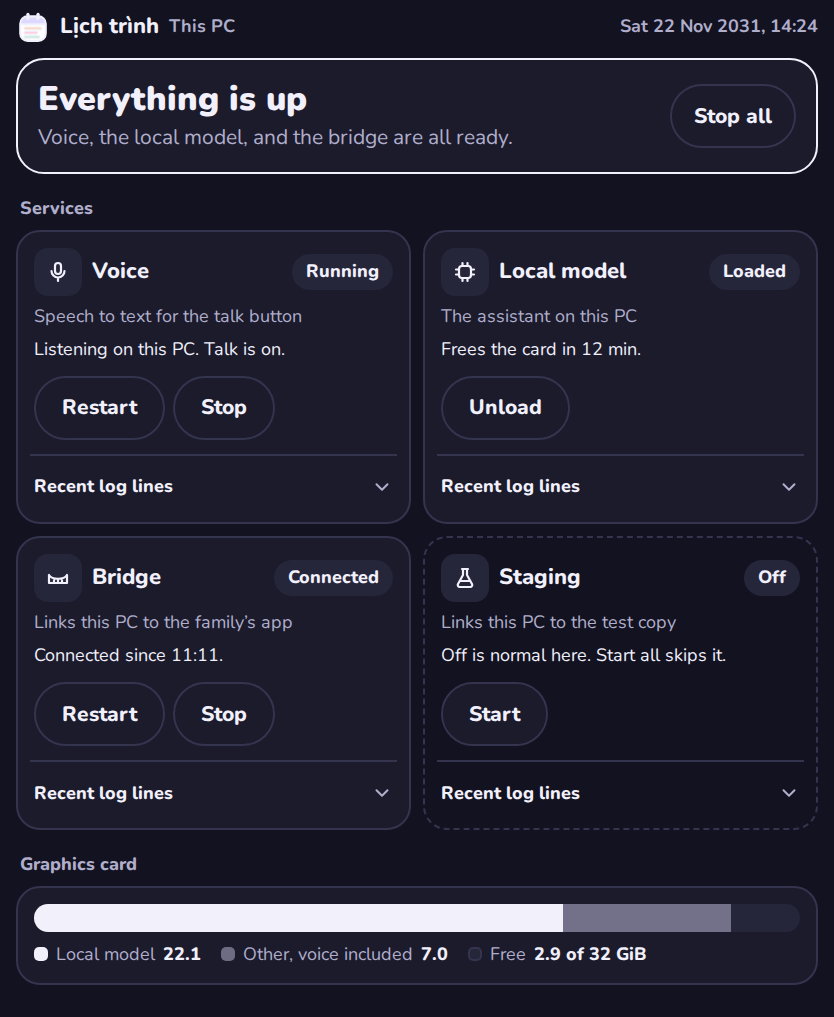 Lịch trình This PC
Sat 22 Nov 2031, 14:24
Everything is up
Voice, the local model, and the bridge are all ready.
Stop all
Services
Voice
Running
Speech to text for the talk button
Listening on this PC. Talk is on.
Restart
Stop
Recent log lines
Local model
Loaded
The assistant on this PC
Frees the card in 12 min.
Unload
Recent log lines
Bridge
Connected
Links this PC to the family’s app
Connected since 11:11.
Restart
Stop
Recent log lines
Staging
Off
Links this PC to the test copy
Off is normal here. Start all skips it.
Start
Recent log lines
Graphics card
Local model 22.1
Other, voice included 7.0
Free 2.9 of 32 GiB